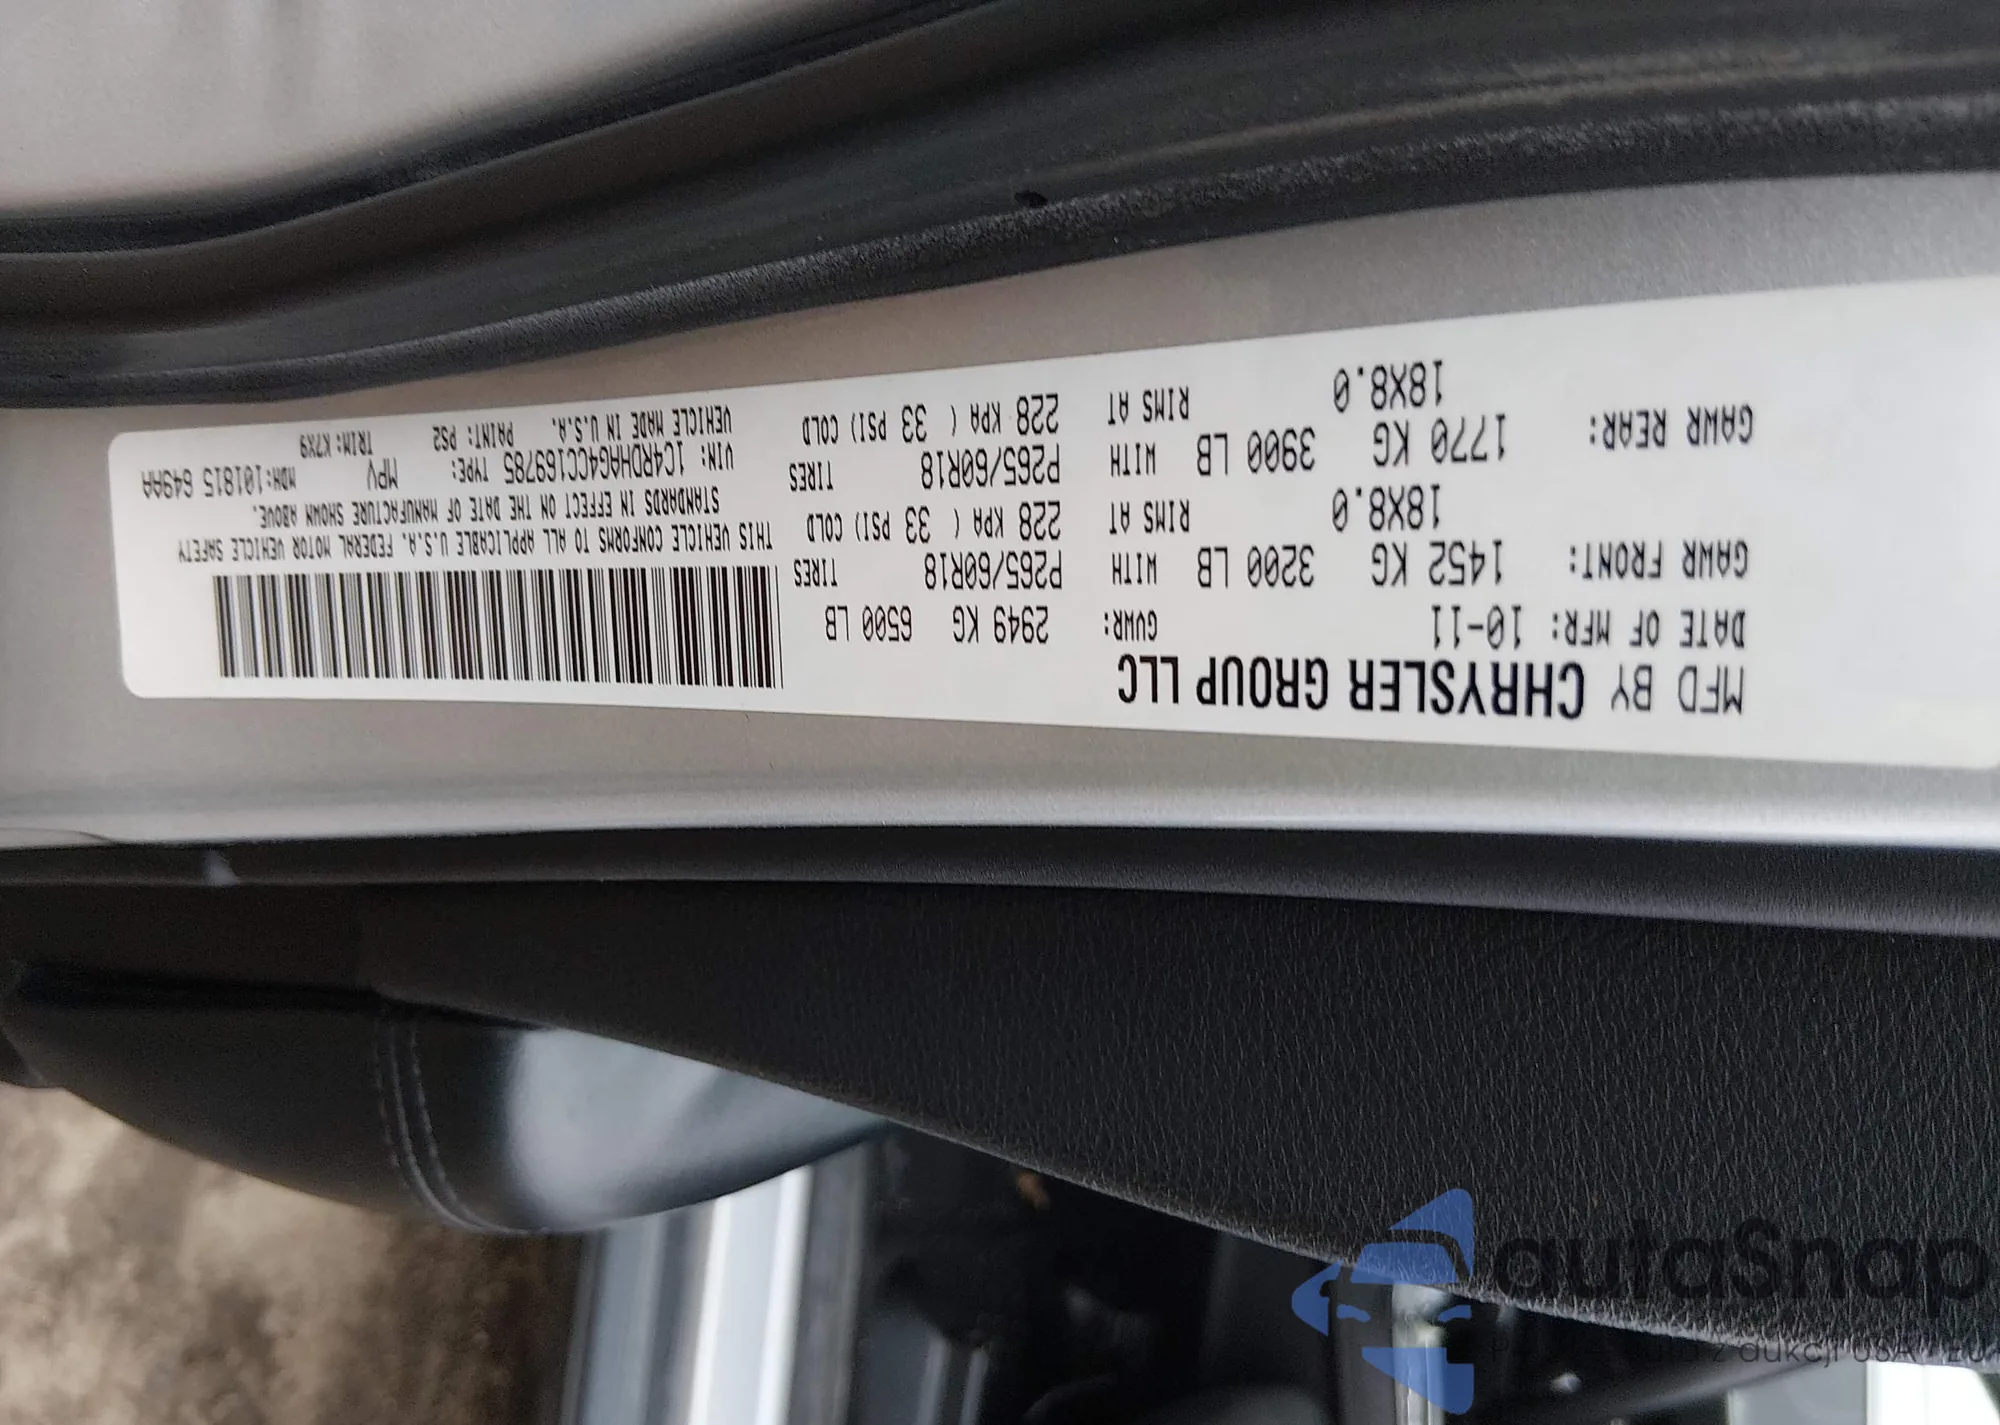 MFD BY CHRYSLER GROUP LLC
DATE OF MFR: 10-11 GVWR: 2949 KG 6500 LB
GAWR FRONT: 1452 KG 3200 LB WITH P265/60R18 TIRES
18X8.0 RIMS AT 228 KPA ( 33 PSI) COLD
GAWR REAR: 1770 KG 3900 LB WITH P265/60R18 TIRES
18X8.0 RIMS AT 228 KPA ( 33 PSI) COLD
THIS VEHICLE CONFORMS TO ALL APPLICABLE U.S.A. FEDERAL MOTOR VEHICLE SAFETY
STANDARDS IN EFFECT ON THE DATE OF MANUFACTURE SHOWN ABOVE.
VIN: 1C4RDHAG4CC169785 TYPE: MPV MDH:101815 649AA
VEHICLE MADE IN U.S.A. PAINT: PS2 TRIM: K7X9
autaSnap
z aukcji USA